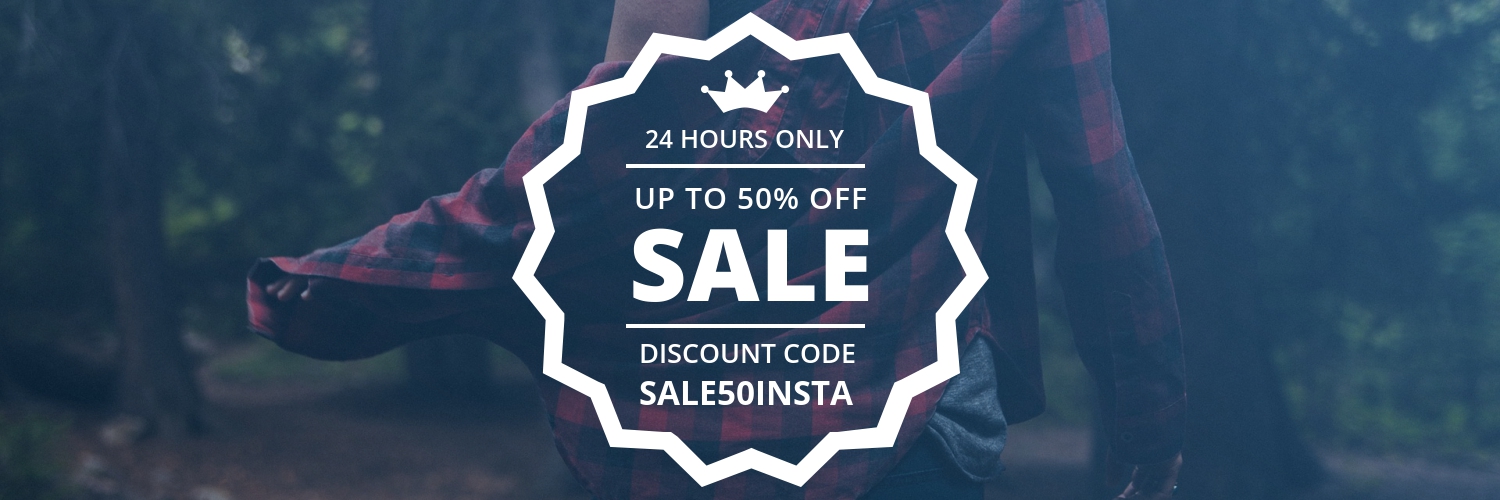 24 HOURS ONLY
UP TO 50% OFF
SALE
DISCOUNT CODE
SALE50INSTA